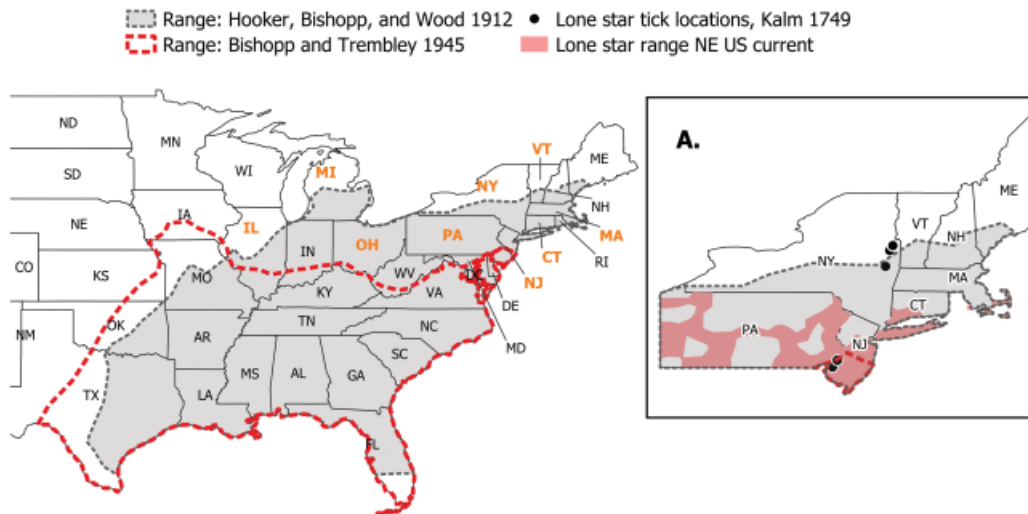 Range: Hooker, Bishopp, and Wood 1912
Lone star tick locations, Kalm 1749
Range: Bishopp and Trembley 1945
Lone star range NE US current
ND
MN
SD
WI
MI
VT
ME
NY
NE
IA
IL
NH
MA
RI
CT
PA
OH
IN
NJ
CO
KS
MO
WV
DC
VA
DE
MD
KY
OK
TN
NC
NM
AR
SC
TX
MS
AL
GA
LA
FL
A.
ME
VT
NH
NY
MA
CT
PA
NJ